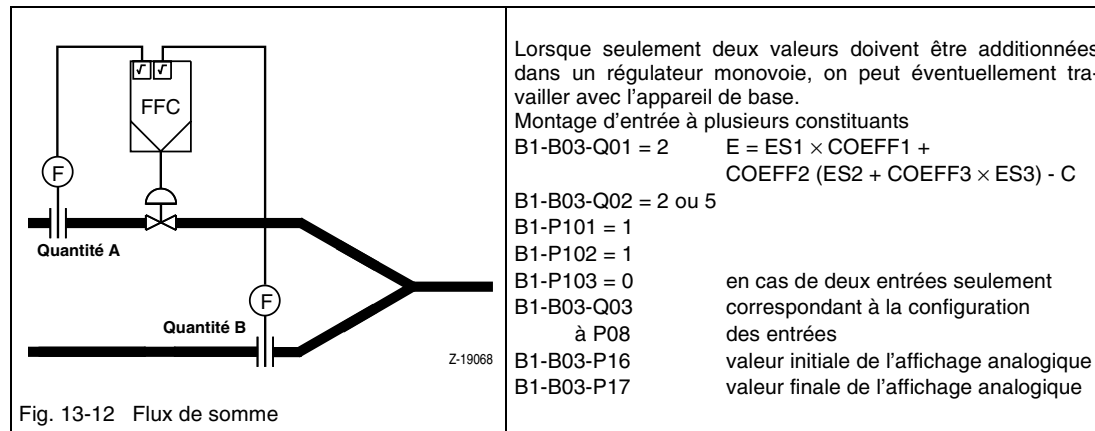 √ √
FFC
F
Quantité A
F
Quantité B
Z-19068
Fig. 13-12 Flux de somme
Lorsque seulement deux valeurs doivent être additionnées
dans un régulateur monovoie, on peut éventuellement tra-
vailler avec l'appareil de base.
Montage d'entrée à plusieurs constituants
B1-B03-Q01 = 2 E = ES1 × COEFF1 +
COEFF2 (ES2 + COEFF3 × ES3) - C
B1-B03-Q02 = 2 ou 5
B1-P101 = 1
B1-P102 = 1
B1-P103 = 0 en cas de deux entrées seulement
B1-B03-Q03 correspondant à la configuration
à P08 des entrées
B1-B03-P16 valeur initiale de l'affichage analogique
B1-B03-P17 valeur finale de l'affichage analogique